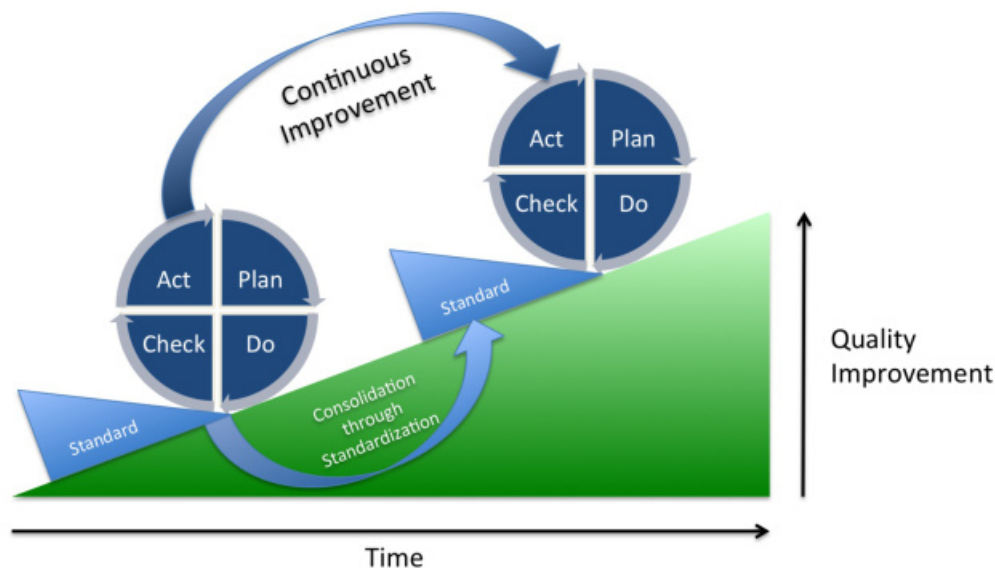 Continuous
Improvement
Act
Plan
Check
Do
Act
Plan
Check
Do
Standard
Standard
Consolidation
through
Standardization
Quality
Improvement
Time